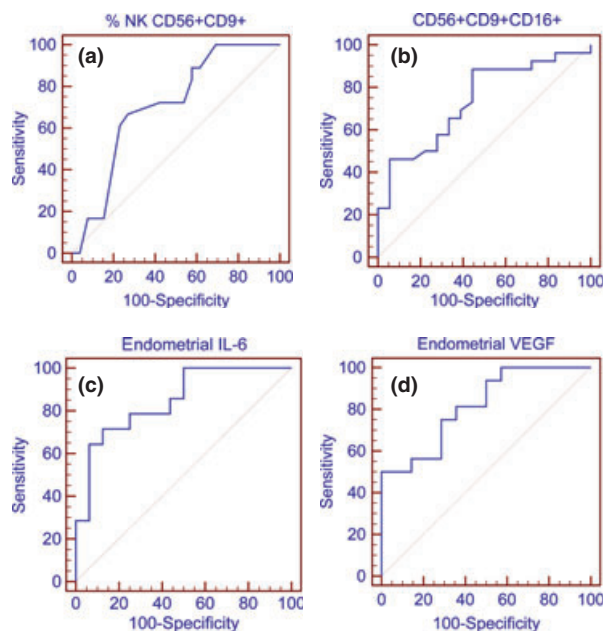 % NK CD56+CD9+
(a)
Sensitivity
100
80
60
40
20
0
0 20 40 60 80 100
100-Specificity
CD56+CD9+CD16+
(b)
Sensitivity
100
80
60
40
20
0
0 20 40 60 80 100
100-Specificity
Endometrial IL-6
(c)
Sensitivity
100
80
60
40
20
0
0 20 40 60 80 100
100-Specificity
Endometrial VEGF
(d)
Sensitivity
100
80
60
40
20
0
0 20 40 60 80 100
100-Specificity